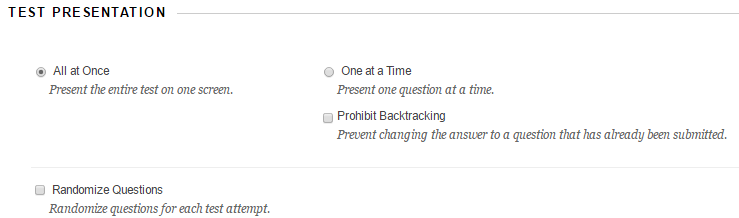 TEST PRESENTATION
All at Once
Present the entire test on one screen.
One at a Time
Present one question at a time.
Prohibit Backtracking
Prevent changing the answer to a question that has already been submitted.
Randomize Questions
Randomize questions for each test attempt.